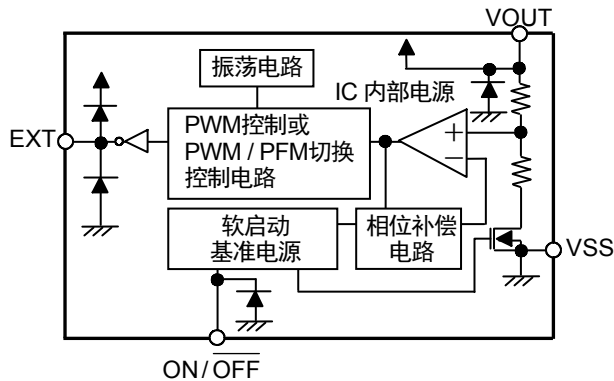 VOUT
振荡电路
IC 内部电源
EXT
PWM控制或
PWM / PFM切换
控制电路
+
−
软启动
基准电源
相位补偿
电路
VSS
ON/OFF